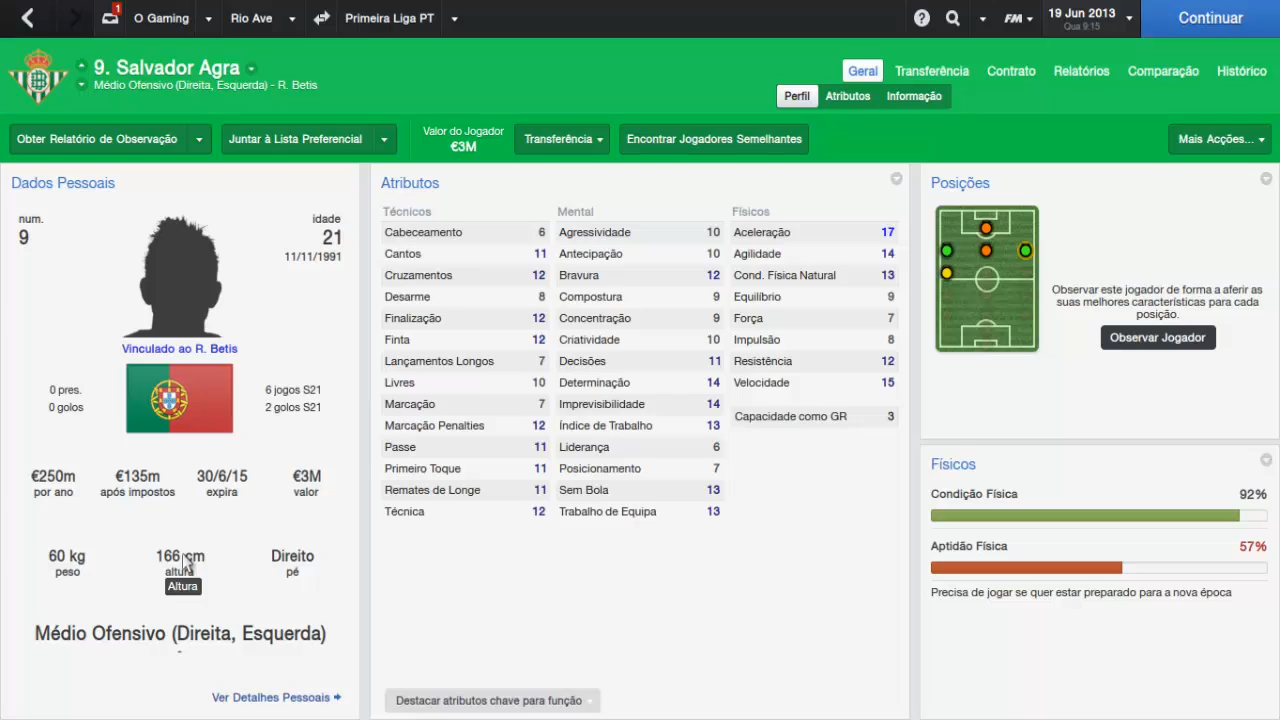 1
O Gaming
Rio Ave
Primeira Liga PT
?
FM
19 Jun 2013
Qua 9:15
Continuar
9. Salvador Agra
Médio Ofensivo (Direita, Esquerda) - R. Betis
Geral Transferência Contrato Relatórios Comparação Histórico
Perfil Atributos Informação
Obter Relatório de Observação
Juntar à Lista Preferencial
Valor do Jogador
€3M
Transferência
Encontrar Jogadores Semelhantes
Mais Acções...
Dados Pessoais
num.
9
idade
21
11/11/1991
Vinculado ao R. Betis
0 pres.
0 golos
6 jogos S21
2 golos S21
€250m
por ano
€135m
após impostos
30/6/15
expira
€3M
valor
60 kg
peso
166 cm
altura
Altura
Direito
pé
Médio Ofensivo (Direita, Esquerda)
-
Ver Detalhes Pessoais
Atributos
Técnicos
Cabeceamento 6
Cantos 11
Cruzamentos 12
Desarme 8
Finalização 12
Finta 12
Lançamentos Longos 7
Livres 10
Marcação 7
Marcação Penalties 12
Passe 11
Primeiro Toque 11
Remates de Longe 11
Técnica 12
Mental
Agressividade 10
Antecipação 10
Bravura 12
Compostura 9
Concentração 9
Criatividade 10
Decisões 11
Determinação 14
Imprevisibilidade 14
Índice de Trabalho 13
Liderança 6
Posicionamento 7
Sem Bola 13
Trabalho de Equipa 13
Físicos
Aceleração 17
Agilidade 14
Cond. Física Natural 13
Equilíbrio 9
Força 7
Impulsão 8
Resistência 12
Velocidade 15
Capacidade como GR 3
Destacar atributos chave para função
Posições
Observar este jogador de forma a aferir as
suas melhores características para cada
posição.
Observar Jogador
Físicos
Condição Física 92%
Aptidão Física 57%
Precisa de jogar se quer estar preparado para a nova época